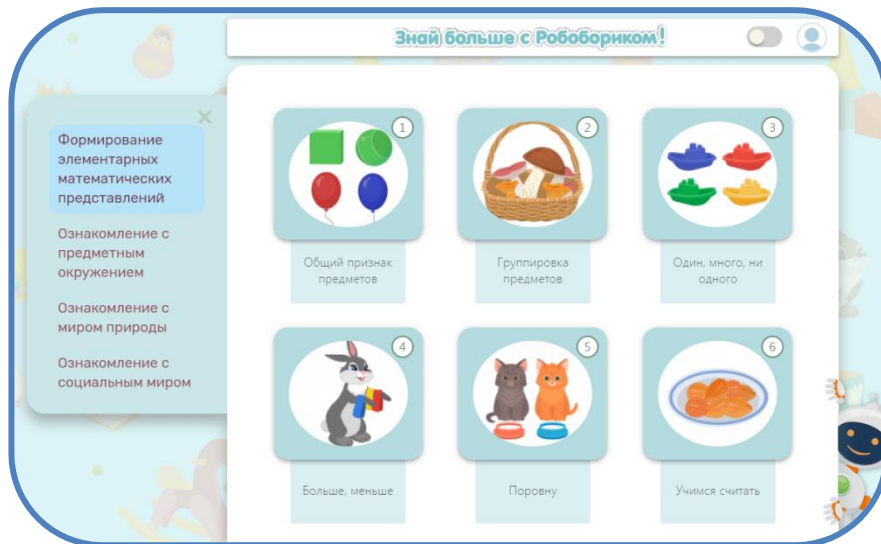 Знай больше с Робобориком!
Формирование
элементарных
математических
представлений
Ознакомление с
предметным
окружением
Ознакомление с
миром природы
Ознакомление с
социальным миром
1
2
3
Общий признак
предметов
Группировка
предметов
Один, много, ни
одного
4
5
6
Больше, меньше
Поровну
Учимся считать